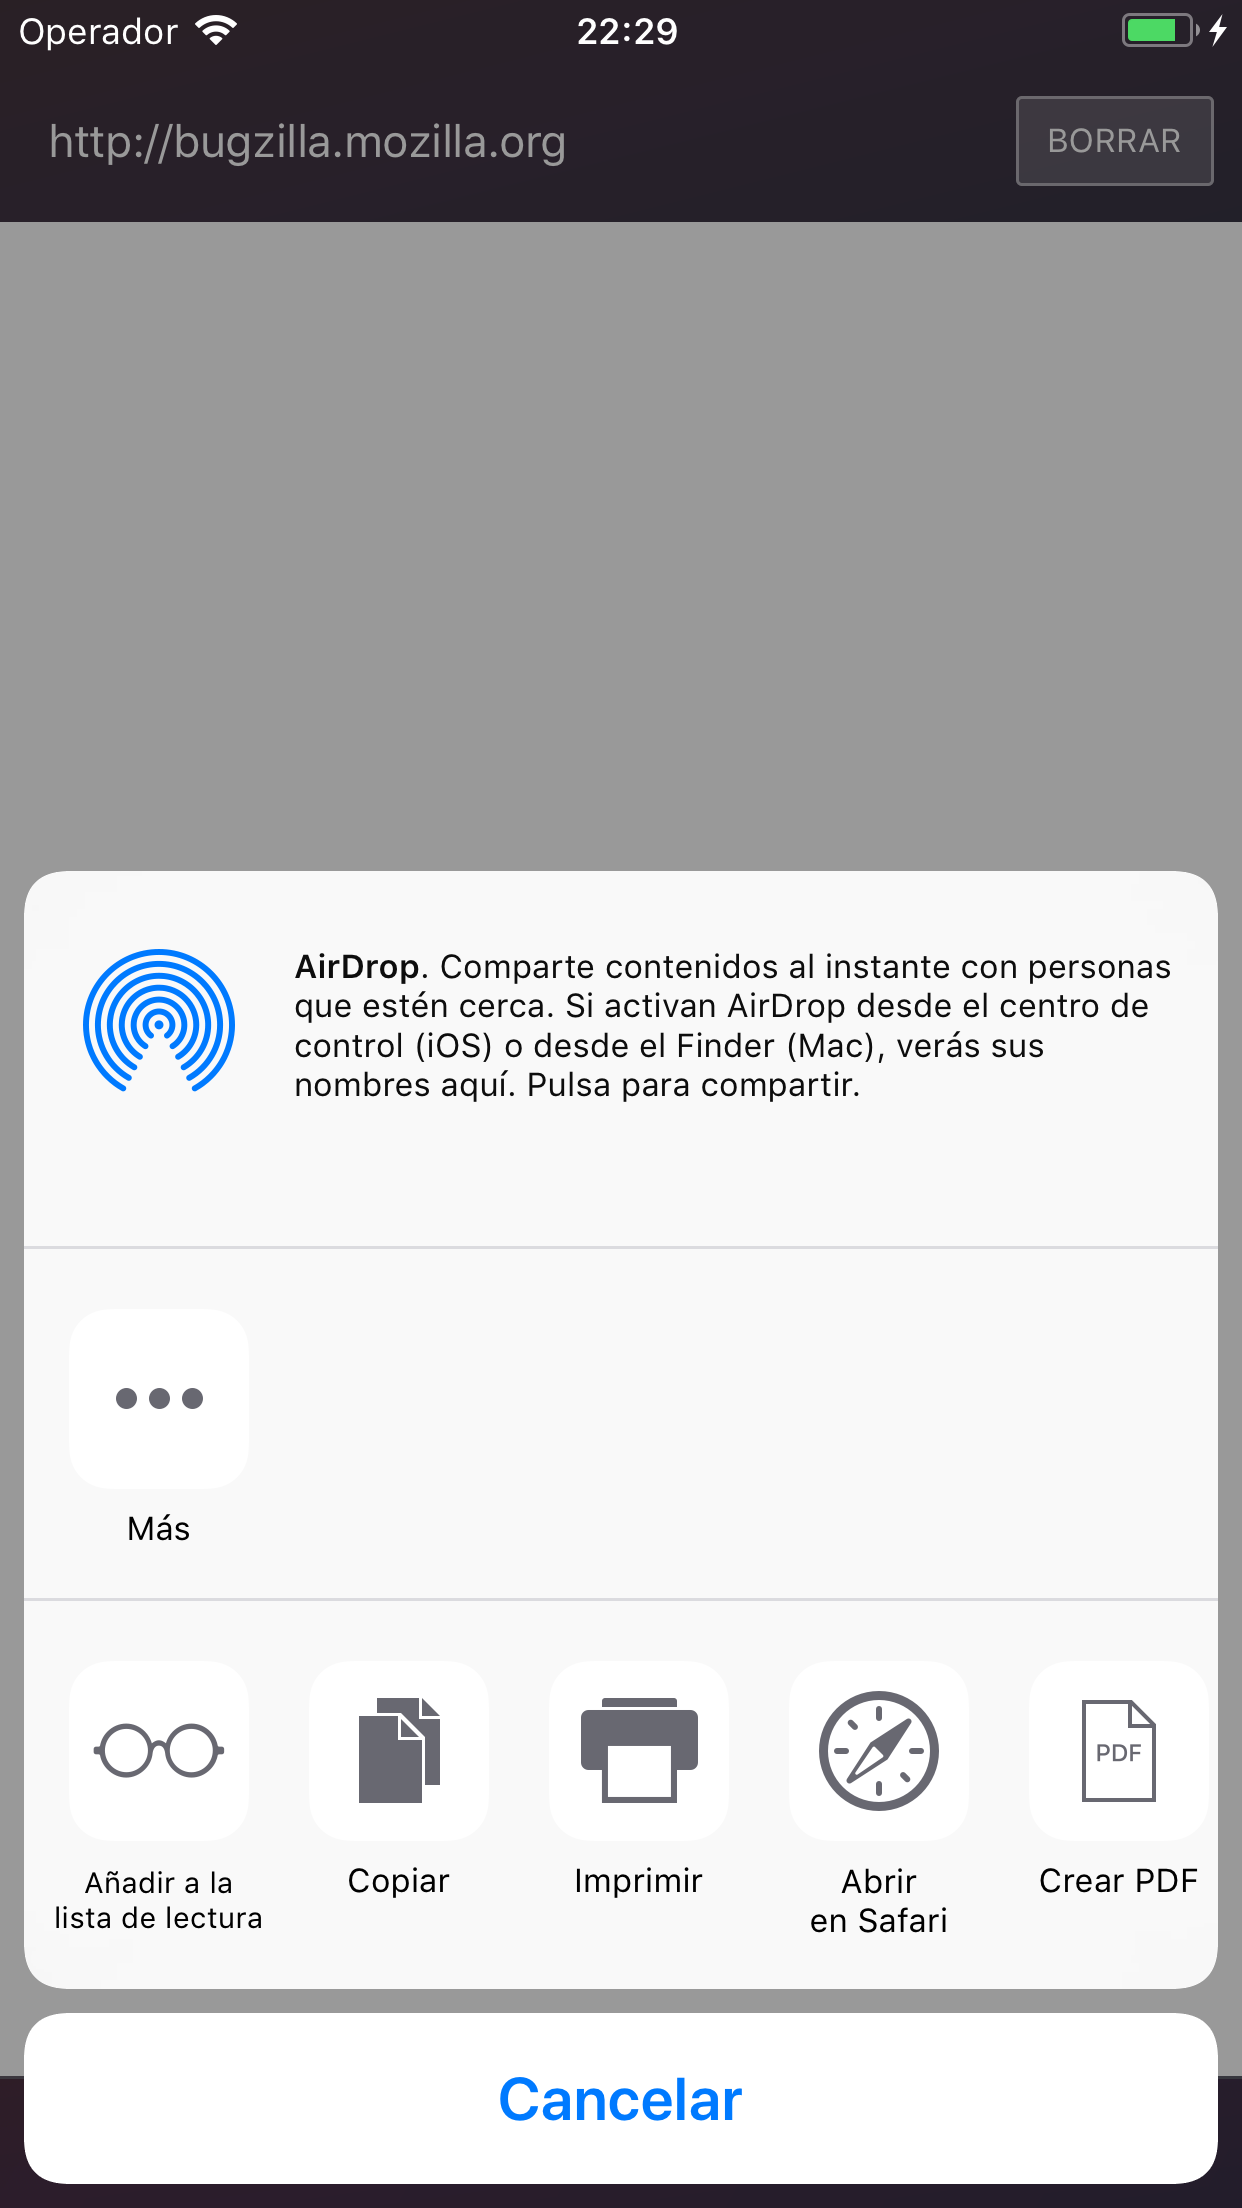 Operador
22:29
http://bugzilla.mozilla.org
BORRAR
AirDrop. Comparte contenidos al instante con personas
que estén cerca. Si activan AirDrop desde el centro de
control (iOS) o desde el Finder (Mac), verás sus
nombres aquí. Pulsa para compartir.
Más
PDF
Añadir a la
lista de lectura
Copiar
Imprimir
Abrir
en Safari
Crear PDF
Cancelar